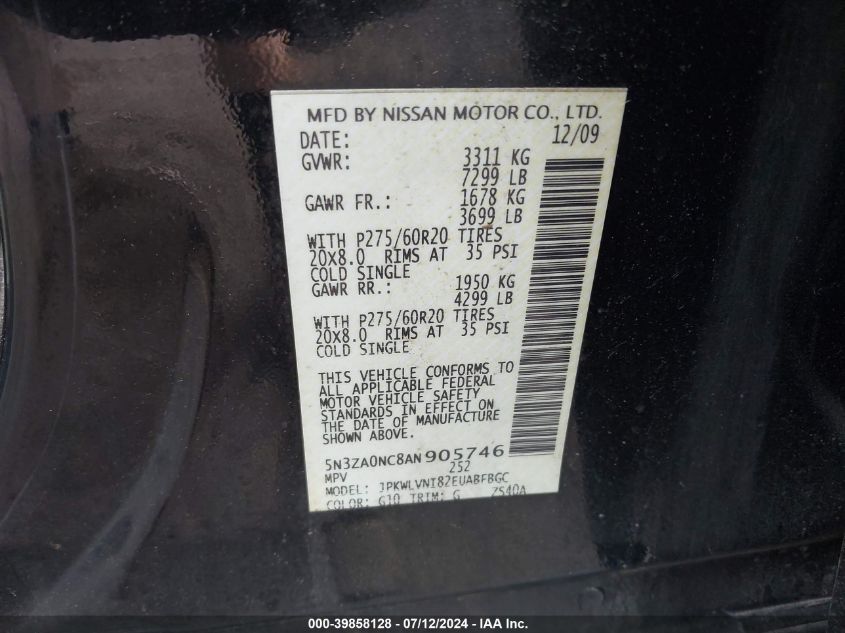 MFD BY NISSAN MOTOR CO., LTD.
DATE: 12/09
GVWR: 3311 KG
7299 LB
GAWR FR.: 1678 KG
3699 LB
WITH P275/60R20 TIRES
20X8.0 RIMS AT 35 PSI
COLD SINGLE
GAWR RR.: 1950 KG
4299 LB
WITH P275/60R20 TIRES
20X8.0 RIMS AT 35 PSI
COLD SINGLE
THIS VEHICLE CONFORMS TO
ALL APPLICABLE FEDERAL
MOTOR VEHICLE SAFETY
STANDARDS IN EFFECT ON
THE DATE OF MANUFACTURE
SHOWN ABOVE.
5N3ZA0NC8AN905746
MPV 252
MODEL: JPKWLVNI82EUABFBGC
COLOR: G10 TRIM: G ZS40A
000-39858128 - 07/12/2024 - IAA Inc.